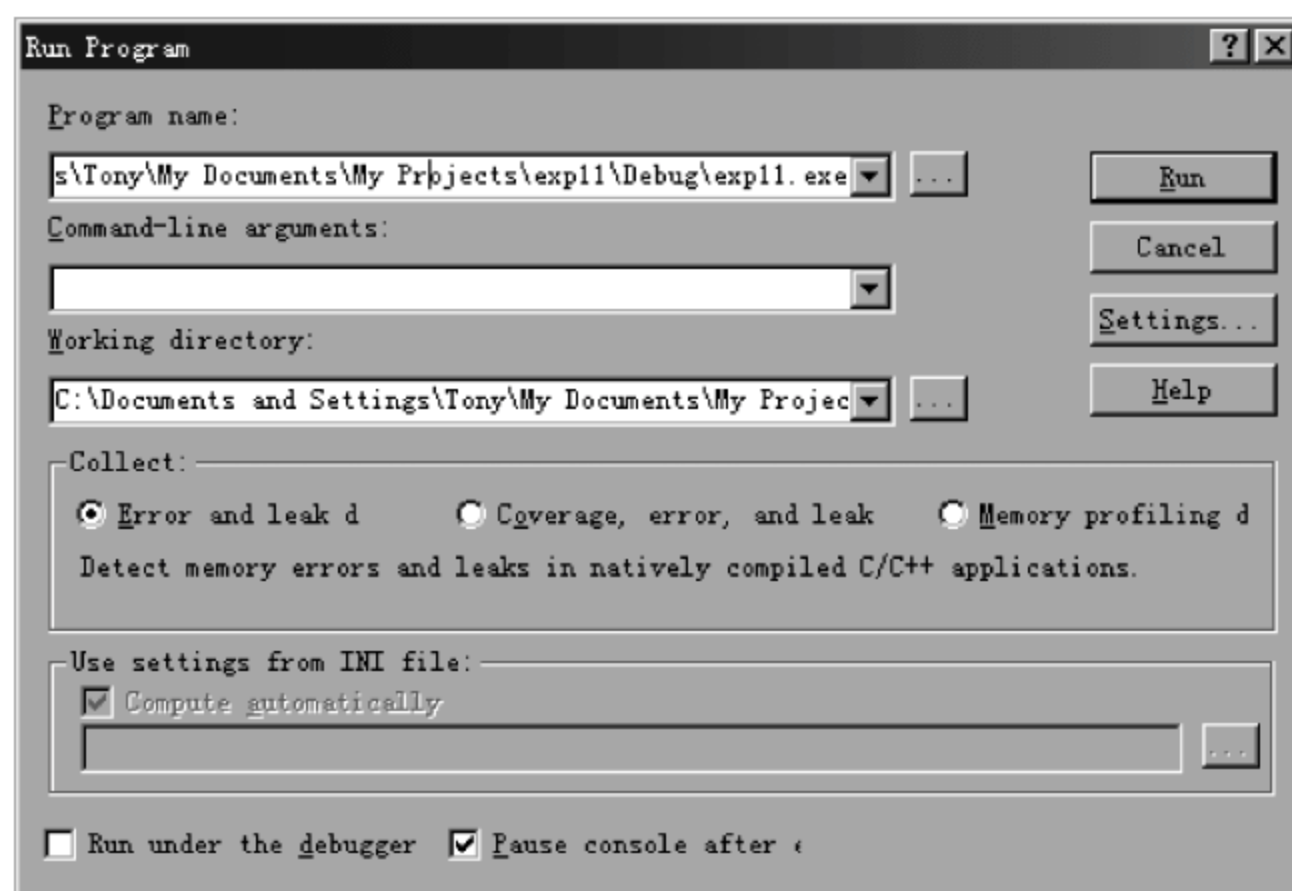 Run Program
Program name:
s\Tony\My Documents\My Projects\exp11\Debug\exp11.exe
...
Run
Command-line arguments:
Cancel
Settings...
Working directory:
C:\Documents and Settings\Tony\My Documents\My Projec
...
Help
Collect:
Error and leak d
Coverage, error, and leak
Memory profiling d
Detect memory errors and leaks in natively compiled C/C++ applications.
Use settings from INI file:
Compute automatically
...
Run under the debugger
Pause console after